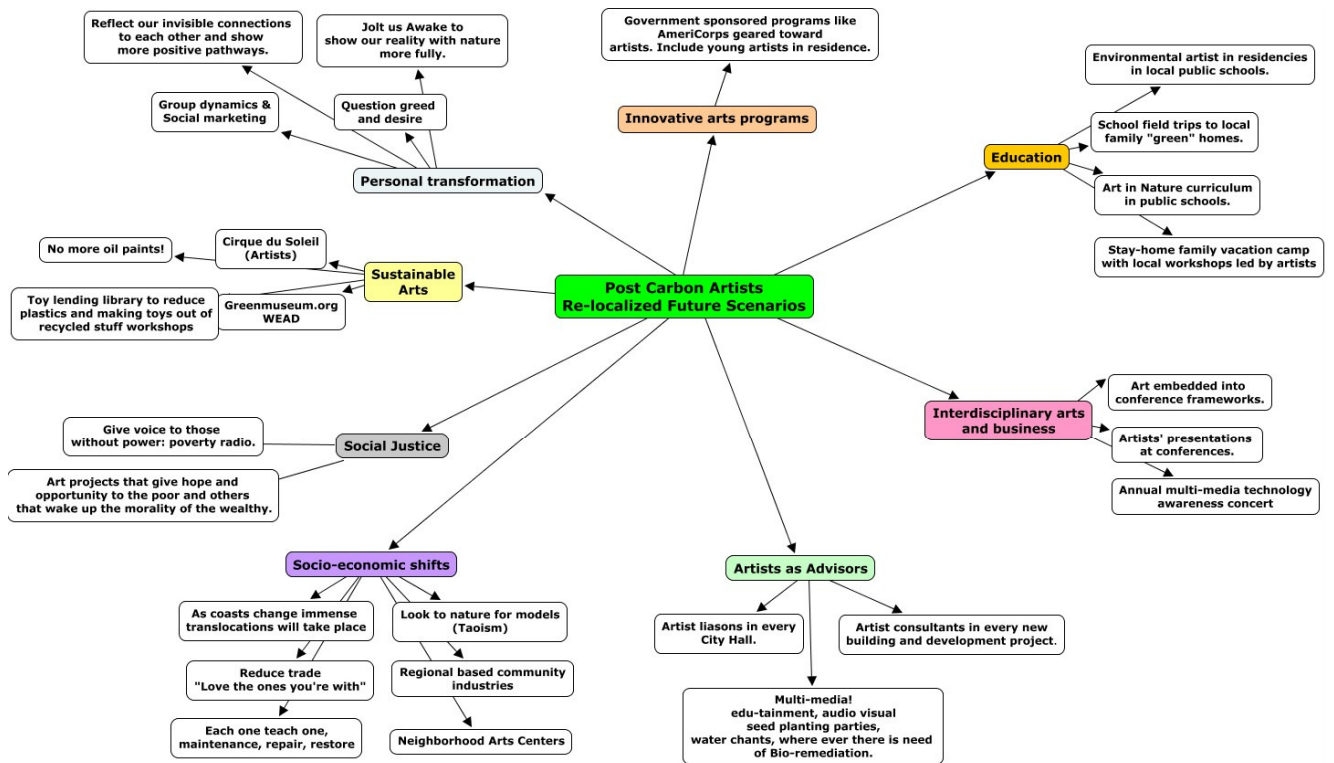 Reflect our invisible connections
to each other and show
more positive pathways.
Jolt us Awake to
show our reality with nature
more fully.
Group dynamics &
Social marketing
Question greed
and desire
Personal transformation
Government sponsored programs like
AmeriCorps geared toward
artists. Include young artists in residence.
Innovative arts programs
Environmental artist in residencies
in local public schools.
School field trips to local
family "green" homes.
Education
Art in Nature curriculum
in public schools.
Stay-home family vacation camp
with local workshops led by artists
No more oil paints!
Cirque du Soleil
(Artists)
Sustainable
Arts
Toy lending library to reduce
plastics and making toys out of
recycled stuff workshops
Greenmuseum.org
WEAD
Post Carbon Artists
Re-localized Future Scenarios
Interdisciplinary arts
and business
Art embedded into
conference frameworks.
Artists' presentations
at conferences.
Annual multi-media technology
awareness concert
Give voice to those
without power: poverty radio.
Social Justice
Art projects that give hope and
opportunity to the poor and others
that wake up the morality of the wealthy.
Socio-economic shifts
As coasts change immense
translocations will take place
Look to nature for models
(Taoism)
Reduce trade
"Love the ones you're with"
Regional based community
industries
Each one teach one,
maintenance, repair, restore
Neighborhood Arts Centers
Artists as Advisors
Artist liasons in every
City Hall.
Artist consultants in every new
building and development project.
Multi-media!
edu-tainment, audio visual
seed planting parties,
water chants, where ever there is need
of Bio-remediation.